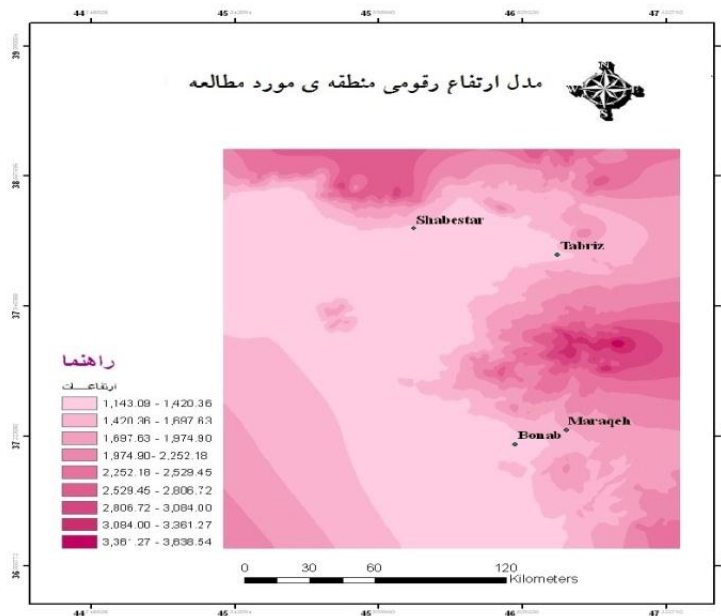 44 45 45 46 47
مدل ارتفاع رقومی منطقه ی مورد مطالعه
N
W E
S
39
38
Shabestar
Tabriz
37
راهنما
ارتفاعــات
1,143.09 - 1,420.36
1,420.36 - 1,697.63
1,697.63 - 1,974.90
1,974.90 - 2,252.18
2,252.18 - 2,529.45
2,529.45 - 2,806.72
2,806.72 - 3,084.00
3,084.00 - 3,361.27
3,361.27 - 3,638.54
Maraqeh
Bonab
37
36
0 30 60 120
Kilometers
44 45 45 46 47